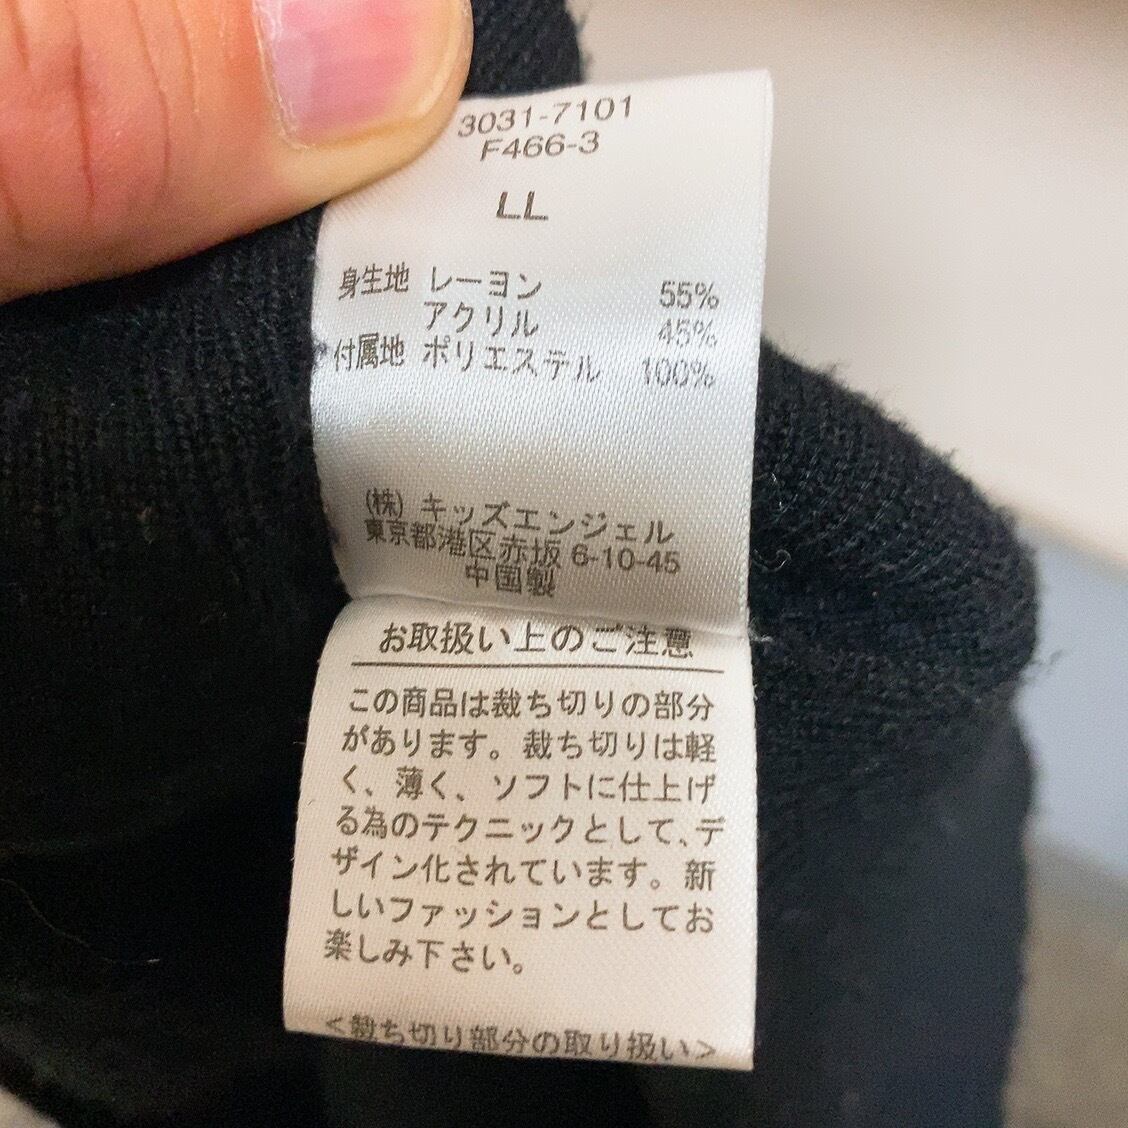 3031-7101
F466-3
LL
身生地 レーヨン 55%
アクリル 45%
付属地 ポリエステル 100%
(株) キッズエンジェル
東京都港区赤坂 6-10-45
中国製
お取扱い上のご注意
この商品は裁ち切りの部分
があります。裁ち切りは軽
く、薄く、ソフトに仕上げ
る為のテクニックとして、デ
ザイン化されています。新
しいファッションとしてお
楽しみ下さい。
<裁ち切り部分の取り扱い>